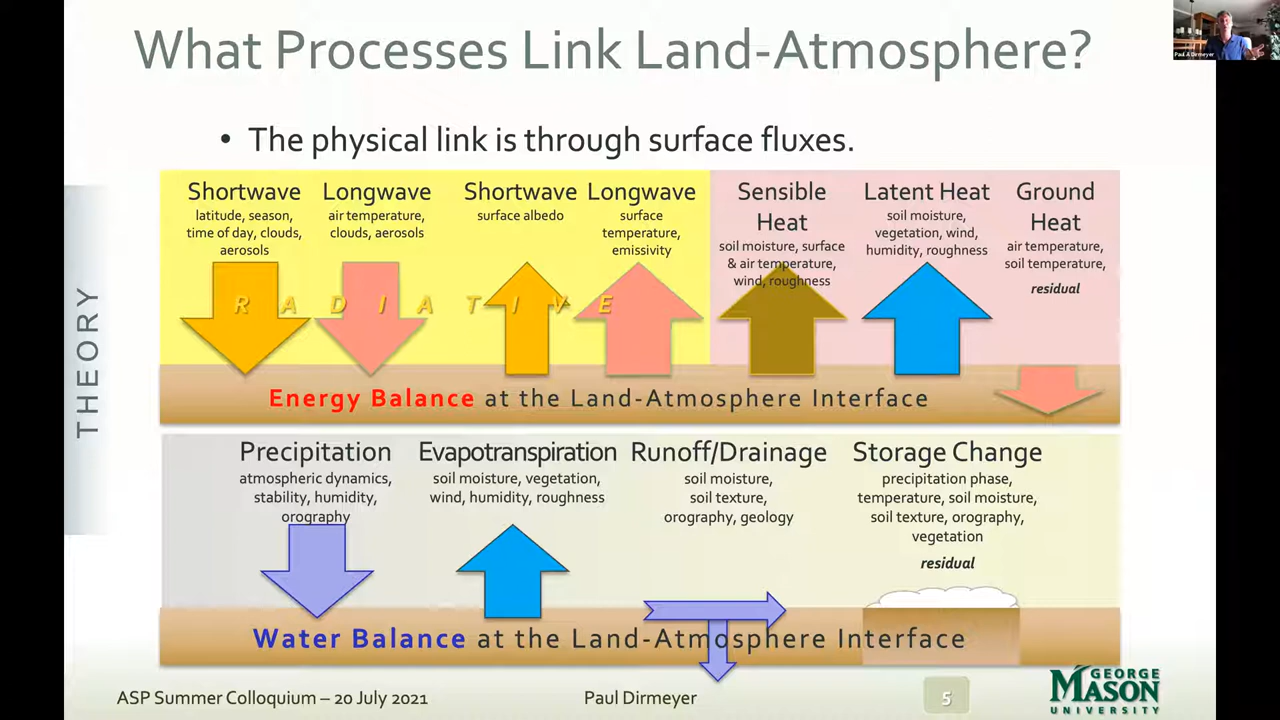 What Processes Link Land-Atmosphere?
Paul A Dirmeyer
• The physical link is through surface fluxes.
THEORY
Shortwave
latitude, season,
time of day, clouds,
aerosols
Longwave
air temperature,
clouds, aerosols
Shortwave
surface albedo
Longwave
surface
temperature,
emissivity
Sensible
Heat
soil moisture, surface
& air temperature,
wind, roughness
Latent Heat
soil moisture,
vegetation, wind,
humidity, roughness
Ground
Heat
air temperature,
soil temperature,
residual
RADIATIVE
Energy Balance at the Land-Atmosphere Interface
Precipitation
atmospheric dynamics,
stability, humidity,
orography
Evapotranspiration
soil moisture, vegetation,
wind, humidity, roughness
Runoff/Drainage
soil moisture,
soil texture,
orography, geology
Storage Change
precipitation phase,
temperature, soil moisture,
soil texture, orography,
vegetation
residual
Water Balance at the Land-Atmosphere Interface
ASP Summer Colloquium – 20 July 2021
Paul Dirmeyer
5
GEORGE
MASON
UNIVERSITY